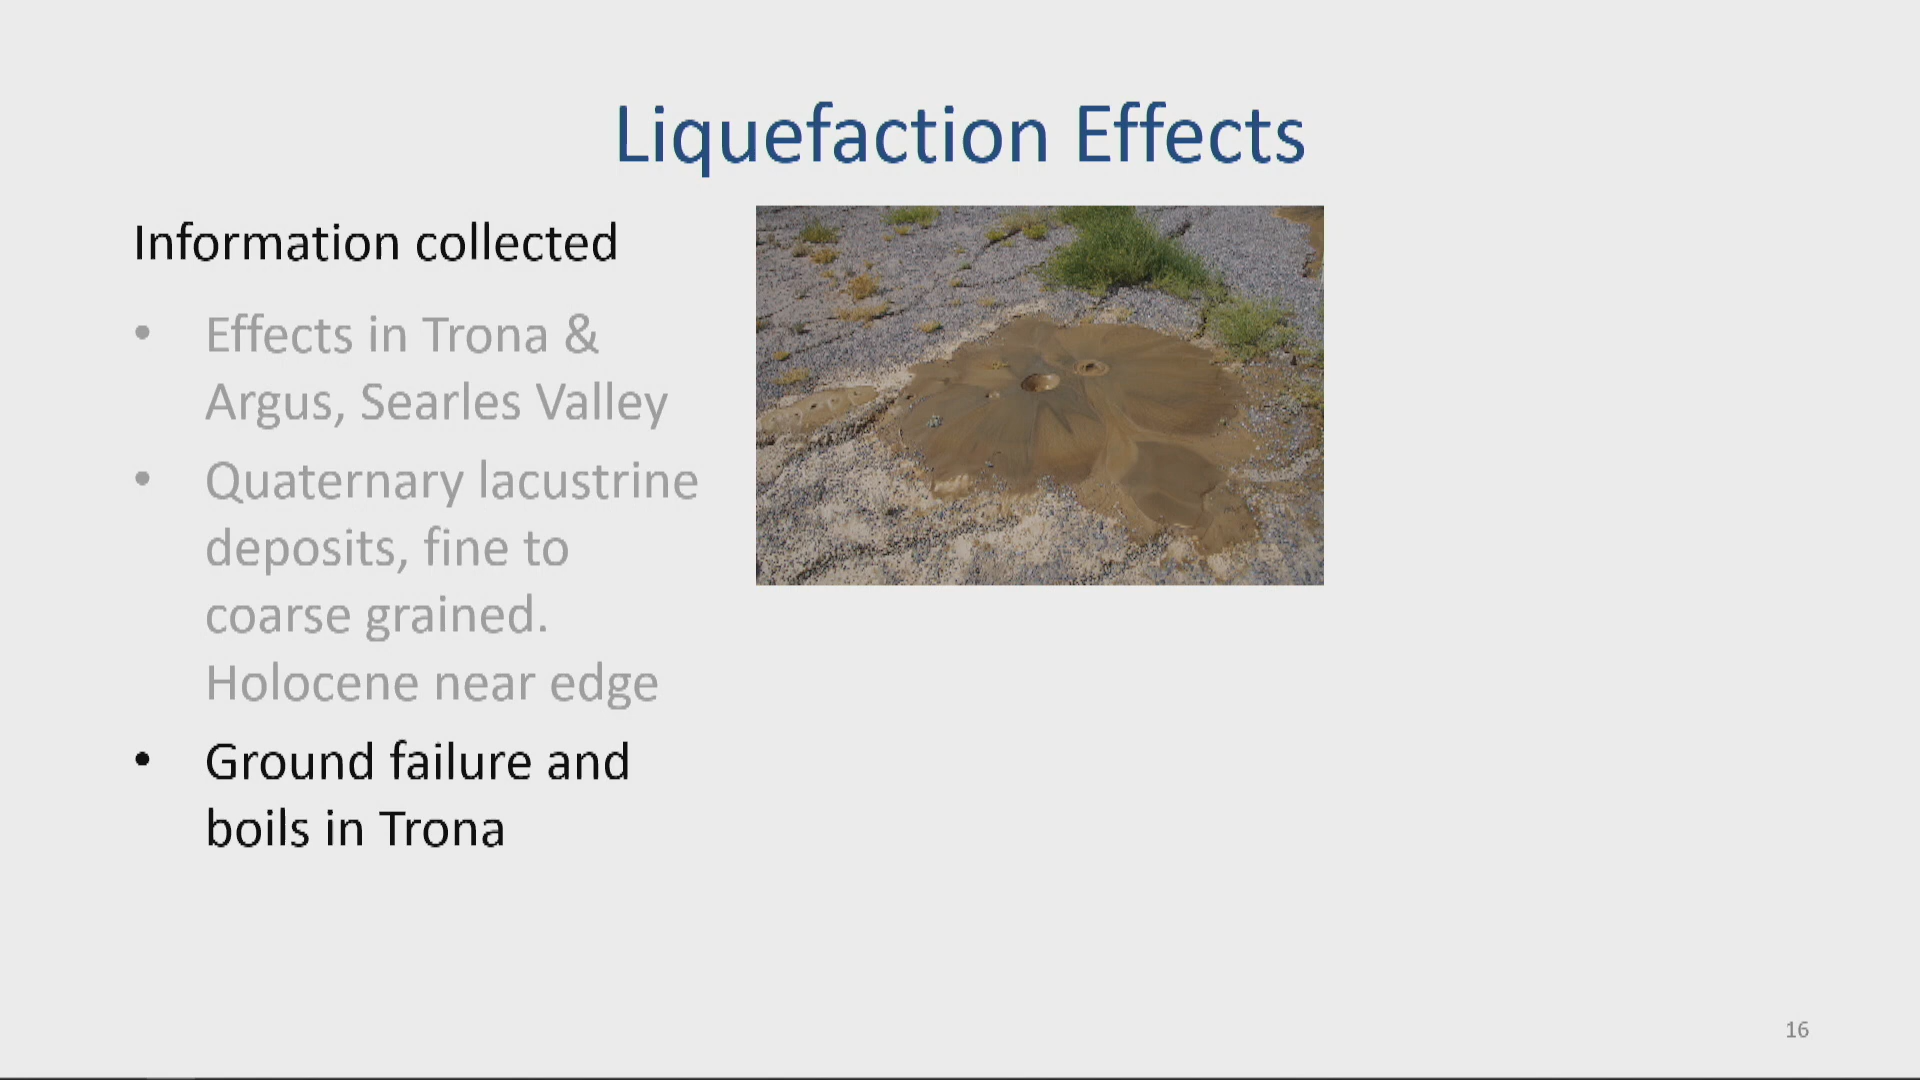 Liquefaction Effects
Information collected
• Effects in Trona &
Argus, Searles Valley
• Quaternary lacustrine
deposits, fine to
coarse grained.
Holocene near edge
• Ground failure and
boils in Trona
16